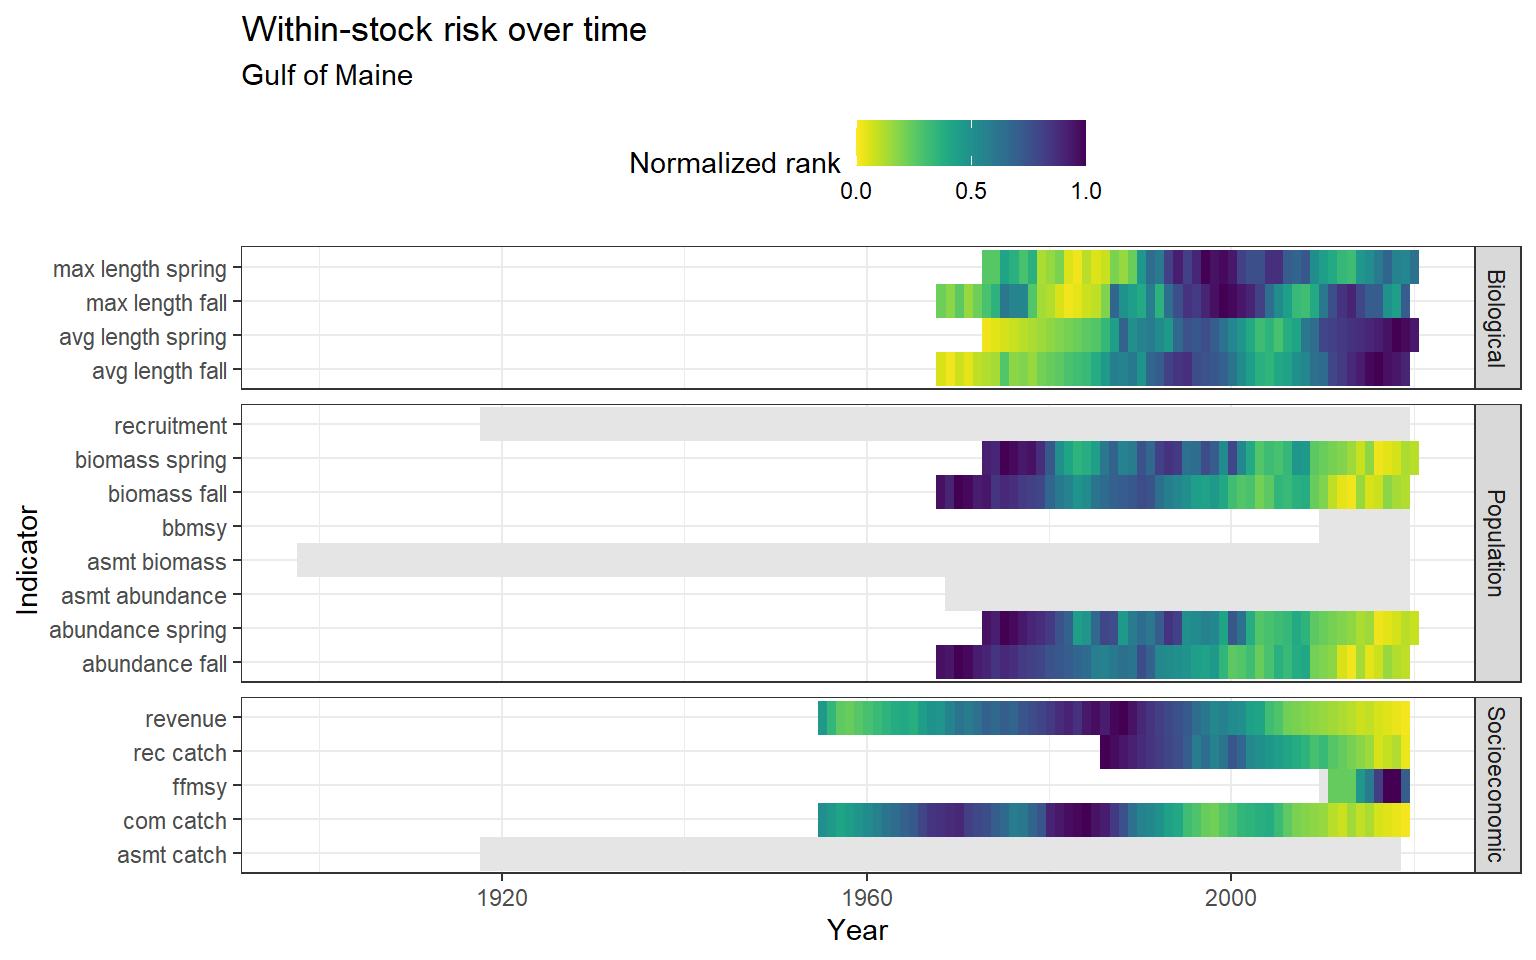 Within-stock risk over time
Gulf of Maine
Normalized rank
0.0 0.5 1.0
max length spring
max length fall
avg length spring
avg length fall
Biological
recruitment
biomass spring
biomass fall
bbmsy
asmt biomass
asmt abundance
abundance spring
abundance fall
Population
revenue
rec catch
ffmsy
com catch
asmt catch
Socioeconomic
Indicator
1920 1960 2000
Year